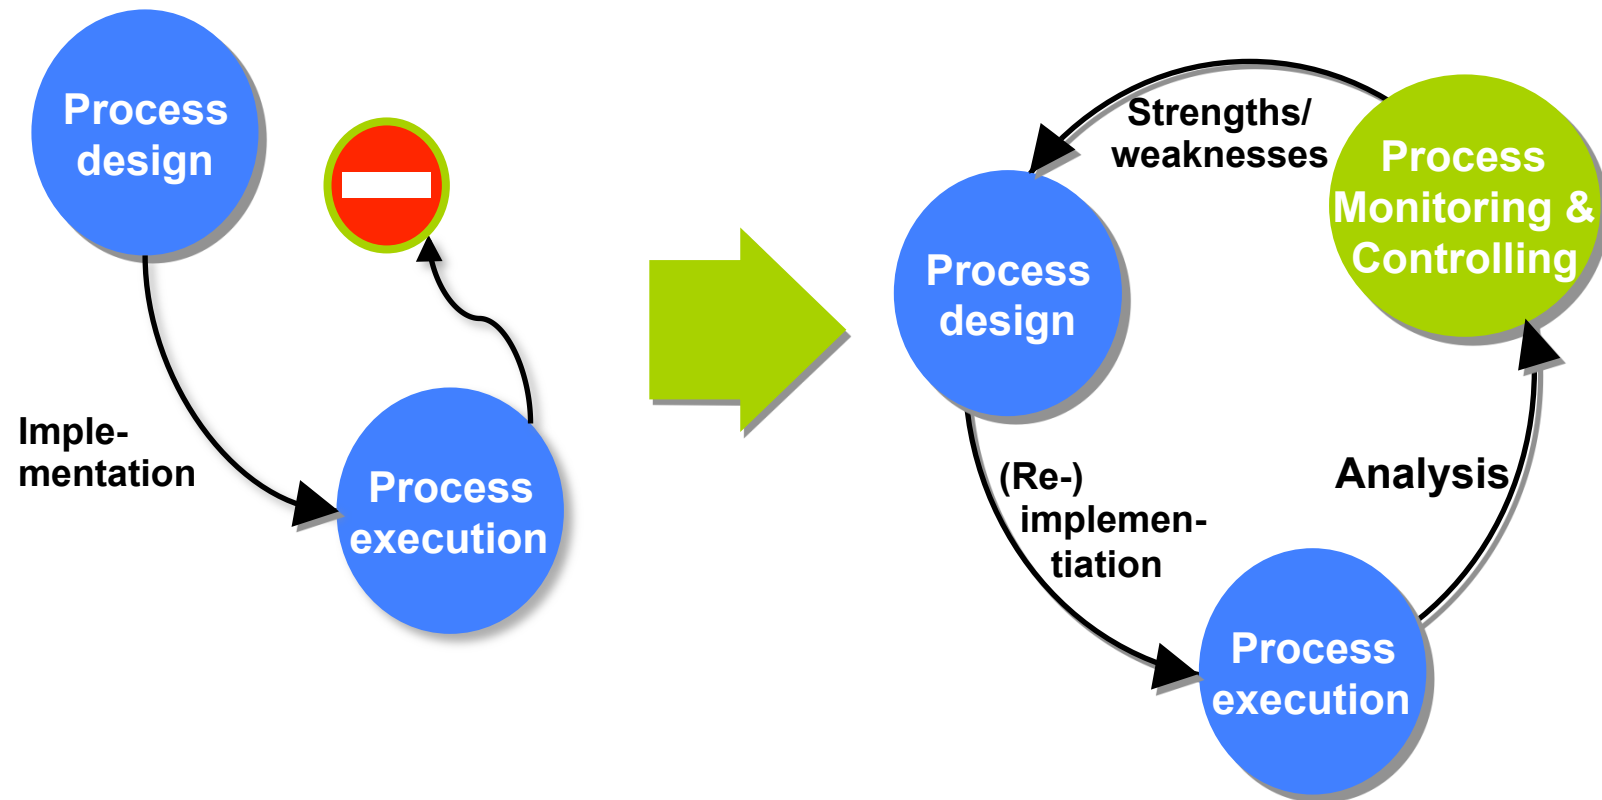 Process
design
Imple-
mentation
Process
execution
Strengths/
weaknesses
Process
Monitoring &
Controlling
Process
design
(Re-)
implemen-
tiation
Analysis
Process
execution